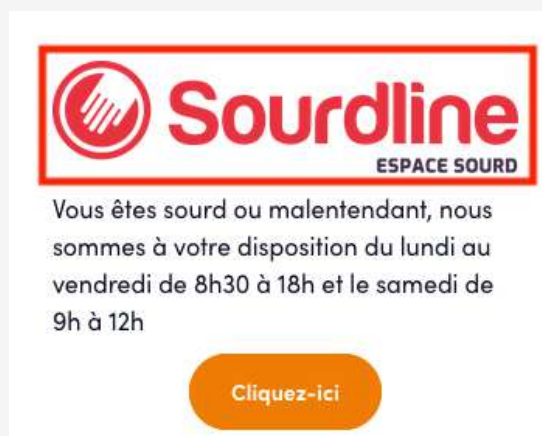 Sourdline
ESPACE SOURD
Vous êtes sourd ou malentendant, nous
sommes à votre disposition du lundi au
vendredi de 8h30 à 18h et le samedi de
9h à 12h
Cliquez-ici